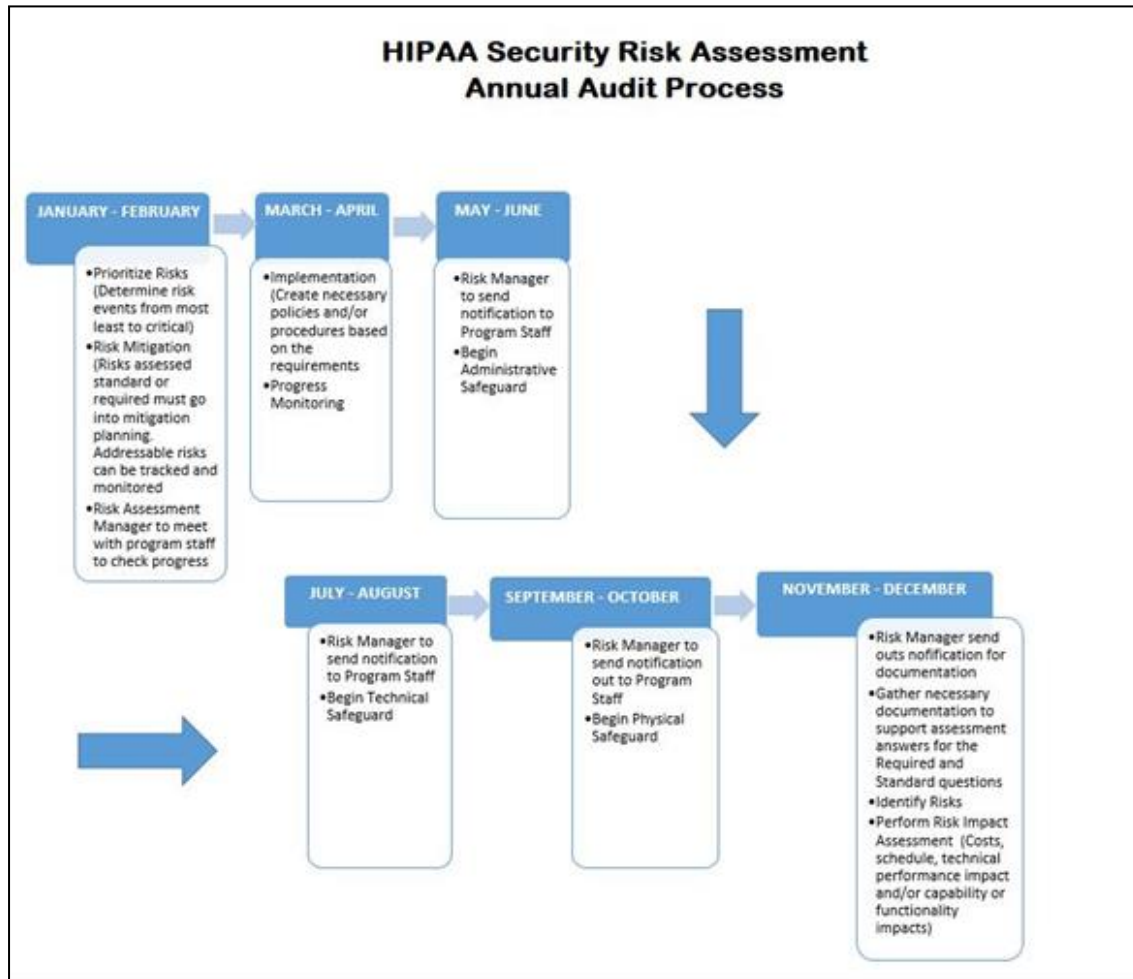 HIPAA Security Risk Assessment
Annual Audit Process
JANUARY - FEBRUARY
•Prioritize Risks
(Determine risk
events from most
least to critical)
•Risk Mitigation
(Risks assessed
standard or
required must go
into mitigation
planning.
Addressable risks
can be tracked and
monitored
•Risk Assessment
Manager to meet
with program staff
to check progress
MARCH - APRIL
•Implementation
(Create necessary
policies and/or
procedures based
on the
requirements
•Progress
Monitoring
MAY - JUNE
•Risk Manager
to send
notification to
Program Staff
•Begin
Administrative
Safeguard
JULY - AUGUST
•Risk Manager to
send notification
to Program Staff
•Begin Technical
Safeguard
SEPTEMBER - OCTOBER
•Risk Manager to
send notification
out to Program
Staff
•Begin Physical
Safeguard
NOVEMBER - DECEMBER
•Risk Manager send
outs nofification for
documentation
•Gather necessary
documentation to
support assessment
answers for the
Required and
Standard questions
•Identify Risks
•Perform Risk Impact
Assessment (Costs,
schedule, technical
performance impact
and/or capability or
functionality
impacts)